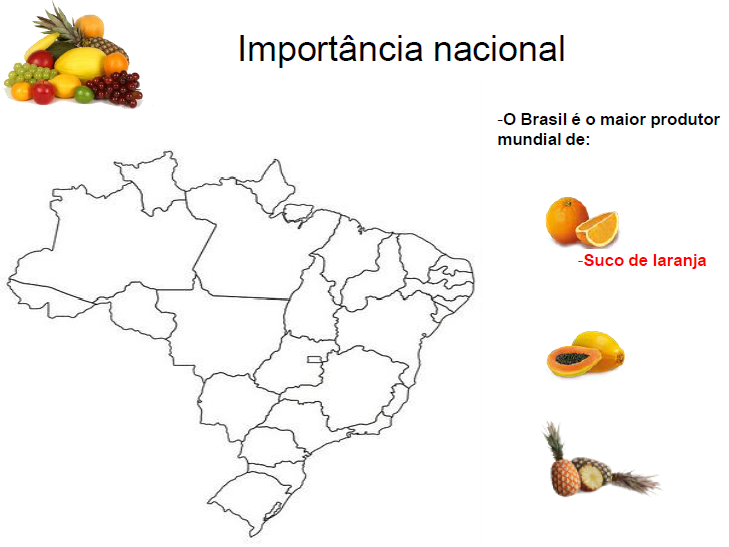 Importância nacional
-O Brasil é o maior produtor
mundial de:
-Suco de laranja